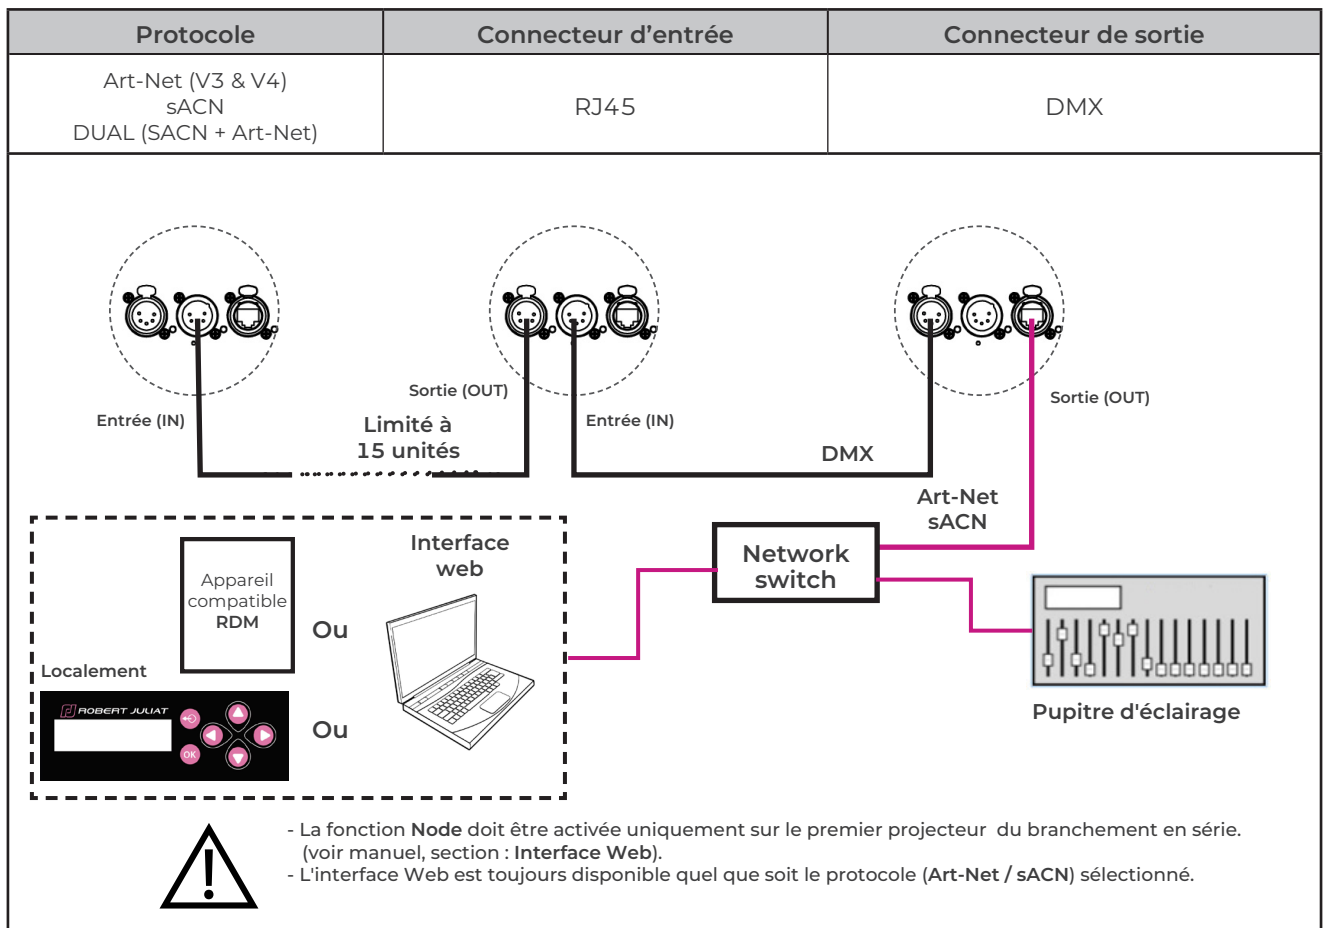 Protocole
Connecteur d’entrée
Connecteur de sortie
Art-Net (V3 & V4)
sACN
DUAL (SACN + Art-Net)
RJ45
DMX
Sortie (OUT)
Sortie (OUT)
Entrée (IN)
Entrée (IN)
Limité à
15 unités
DMX
Art-Net
sACN
Network
switch
Interface
web
Appareil
compatible
RDM
Ou
Localement
ROBERT JULIAT
OK
Ou
Pupitre d'éclairage
- La fonction Node doit être activée uniquement sur le premier projecteur du branchement en série.
(voir manuel, section : Interface Web).
- L'interface Web est toujours disponible quel que soit le protocole (Art-Net / sACN) sélectionné.